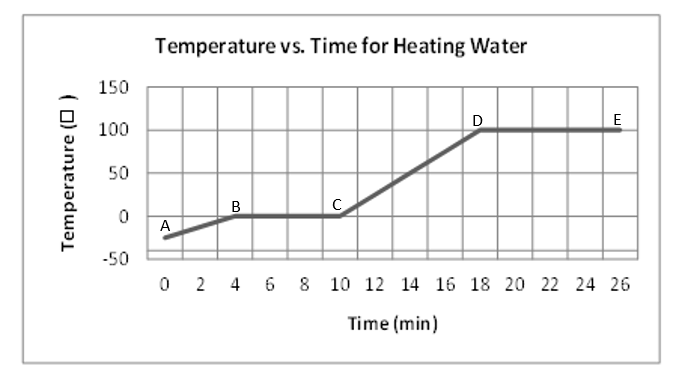 Temperature vs. Time for Heating Water
Temperature (□ )
150
100
50
0
-50
A
B
C
D
E
0 2 4 6 8 10 12 14 16 18 20 22 24 26
Time (min)